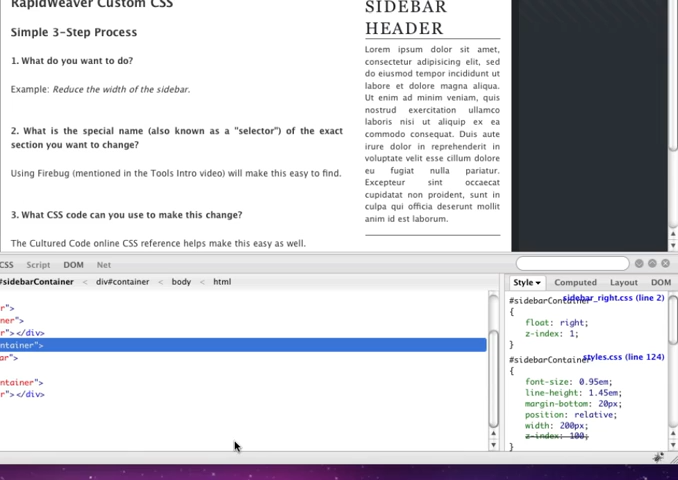 RapidWeaver Custom CSS
Simple 3-Step Process
1. What do you want to do?
Example: Reduce the width of the sidebar.
2. What is the special name (also known as a "selector") of the exact
section you want to change?
Using Firebug (mentioned in the Tools Intro video) will make this easy to find.
3. What CSS code can you use to make this change?
The Cultured Code online CSS reference helps make this easy as well.
SIDEBAR
HEADER
Lorem ipsum dolor sit amet,
consectetur adipisicing elit, sed
do eiusmod tempor incididunt ut
labore et dolore magna aliqua.
Ut enim ad minim veniam, quis
nostrud exercitation ullamco
laboris nisi ut aliquip ex ea
commodo consequat. Duis aute
irure dolor in reprehenderit in
voluptate velit esse cillum dolore
eu fugiat nulla pariatur.
Excepteur sint occaecat
cupidatat non proident, sunt in
culpa qui officia deserunt mollit
anim id est laborum.
CSS Script DOM Net
#sidebarContainer < div#container < body < html
r">
ner">
r"></div>
ntainer">
ar">
ntainer">
r"></div>
Style Computed Layout DOM
#sidebarContainer sidebar_right.css (line 2)
{
float: right;
z-index: 1;
}
#sidebarContainer styles.css (line 124)
{
font-size: 0.95em;
line-height: 1.45em;
margin-bottom: 20px;
position: relative;
width: 200px;
z-index: 100;
}